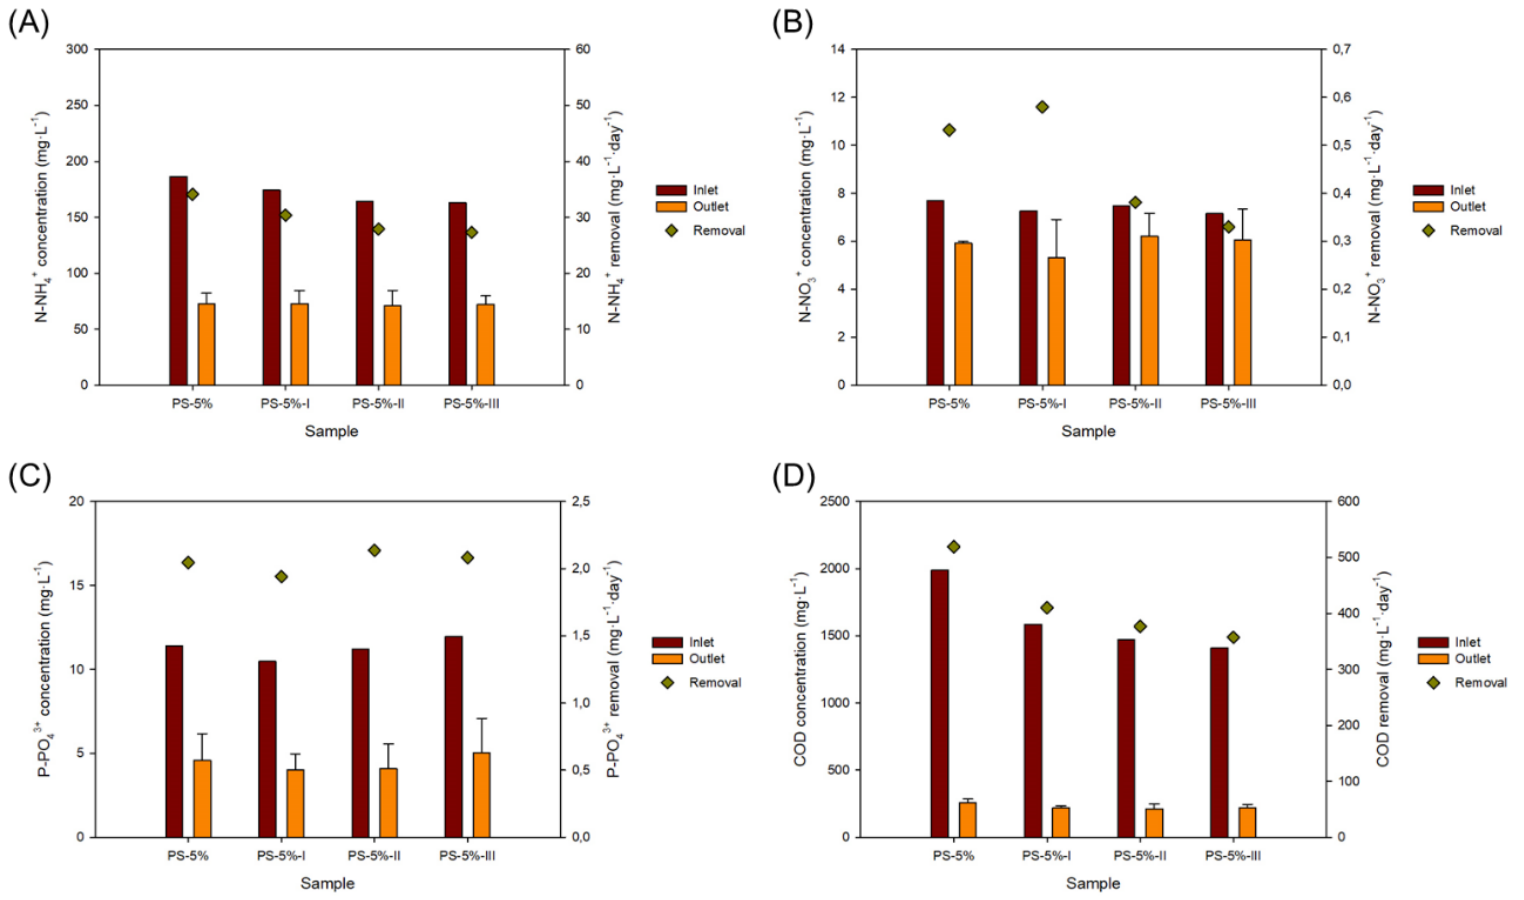 (A)
300
250
200
150
100
50
0
N-NH₄⁺ concentration (mg·L⁻¹)
60
50
40
30
20
10
0
N-NH₄⁺ removal (mg·L⁻¹·day⁻¹)
PS-5% PS-5%-I PS-5%-II PS-5%-III
Sample
Inlet
Outlet
Removal
(B)
14
12
10
8
6
4
2
0
N-NO₃⁺ concentration (mg·L⁻¹)
0,7
0,6
0,5
0,4
0,3
0,2
0,1
0,0
N-NO₃⁺ removal (mg·L⁻¹·day⁻¹)
PS-5% PS-5%-I PS-5%-II PS-5%-III
Sample
Inlet
Outlet
Removal
(C)
20
15
10
5
0
P-PO₄³⁺ concentration (mg·L⁻¹)
2,5
2,0
1,5
1,0
0,5
0,0
P-PO₄³⁺ removal (mg·L⁻¹·day⁻¹)
PS-5% PS-5%-I PS-5%-II PS-5%-III
Sample
Inlet
Outlet
Removal
(D)
2500
2000
1500
1000
500
0
COD concentration (mg·L⁻¹)
600
500
400
300
200
100
0
COD removal (mg·L⁻¹·day⁻¹)
PS-5% PS-5%-I PS-5%-II PS-5%-III
Sample
Inlet
Outlet
Removal